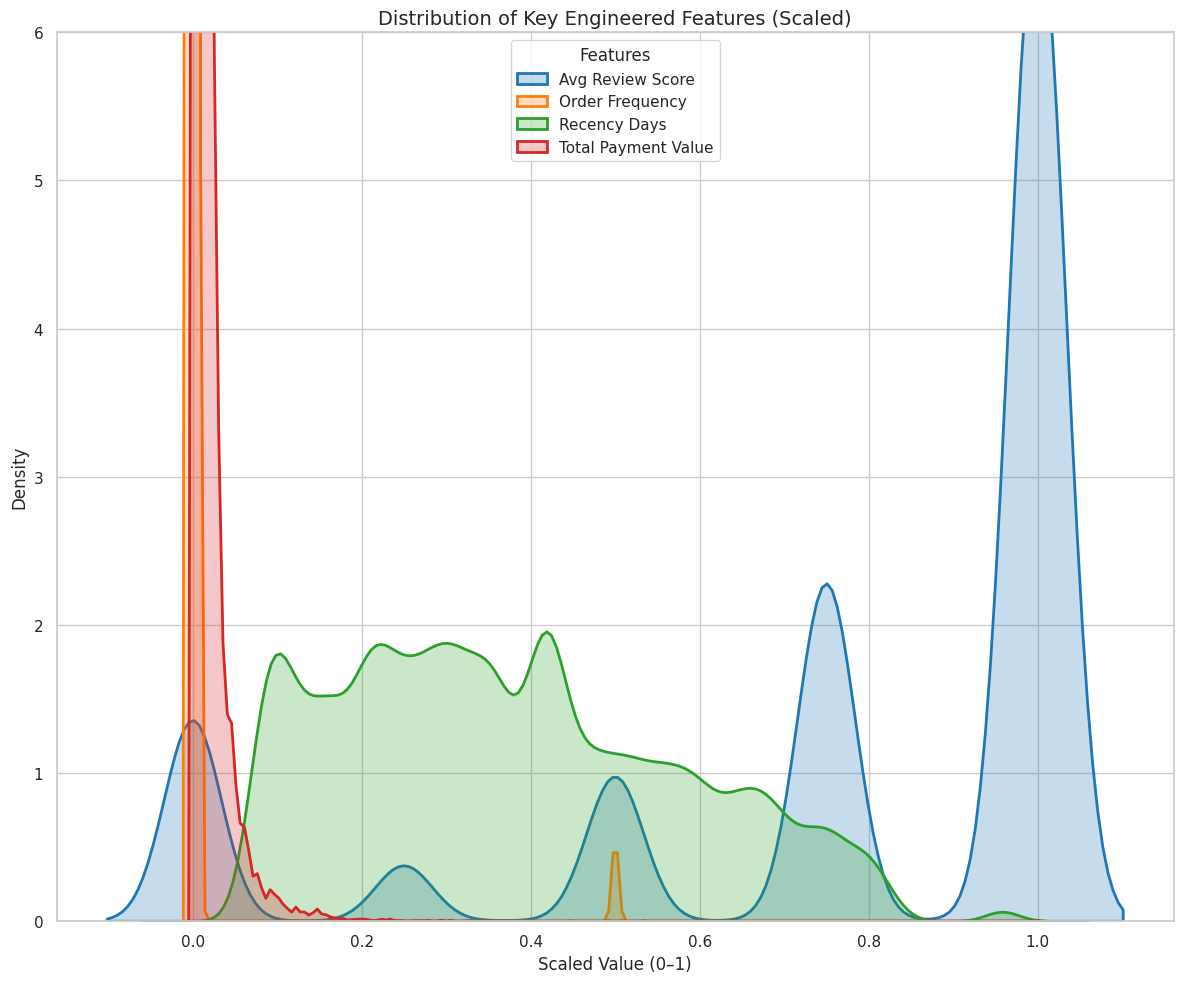 Distribution of Key Engineered Features (Scaled)
Features
Avg Review Score
Order Frequency
Recency Days
Total Payment Value
Density
6
5
4
3
2
1
0
0.0 0.2 0.4 0.6 0.8 1.0
Scaled Value (0–1)